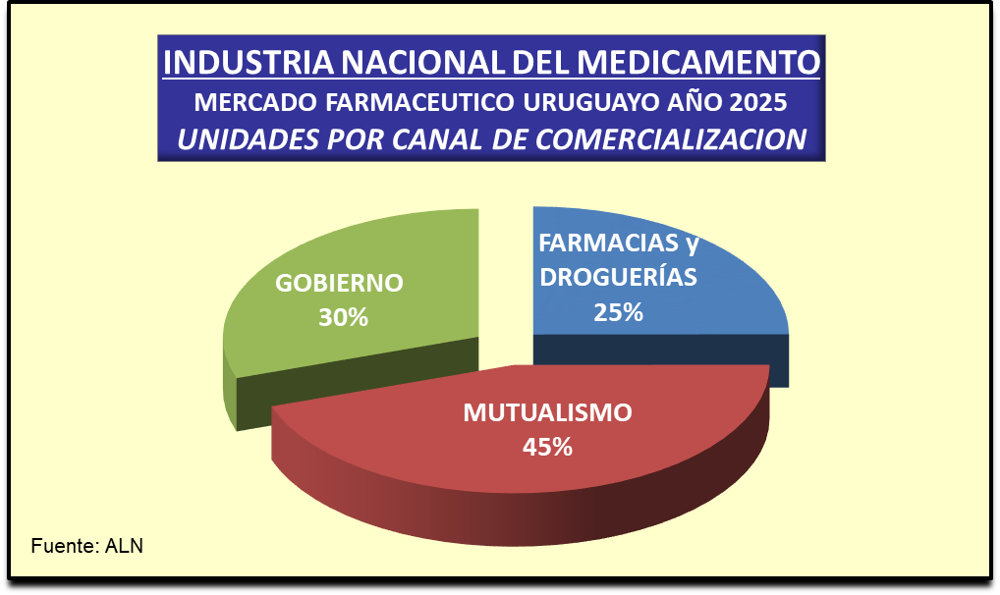 INDUSTRIA NACIONAL DEL MEDICAMENTO
MERCADO FARMACEUTICO URUGUAYO AÑO 2025
UNIDADES POR CANAL DE COMERCIALIZACION
GOBIERNO
30%
FARMACIAS y
DROGUERÍAS
25%
MUTUALISMO
45%
Fuente: ALN